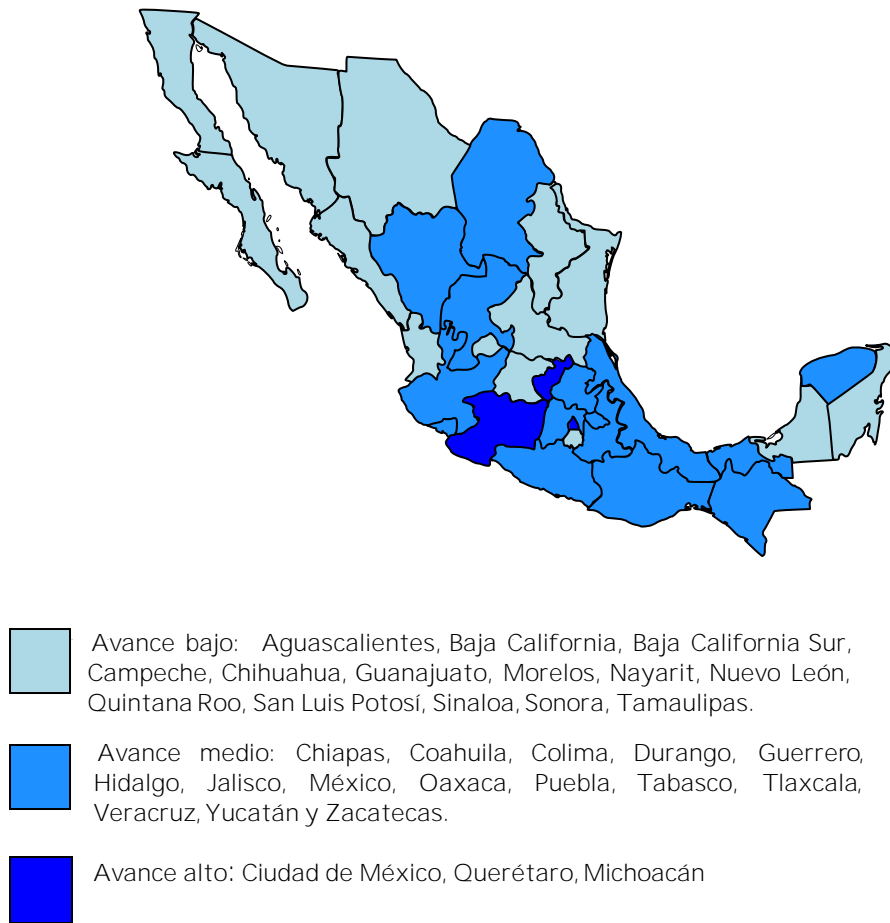 Avance bajo: Aguascalientes, Baja California, Baja California Sur,
Campeche, Chihuahua, Guanajuato, Morelos, Nayarit, Nuevo León,
Quintana Roo, San Luis Potosí, Sinaloa, Sonora, Tamaulipas.
Avance medio: Chiapas, Coahuila, Colima, Durango, Guerrero,
Hidalgo, Jalisco, México, Oaxaca, Puebla, Tabasco, Tlaxcala,
Veracruz, Yucatán y Zacatecas.
Avance alto: Ciudad de México, Querétaro, Michoacán